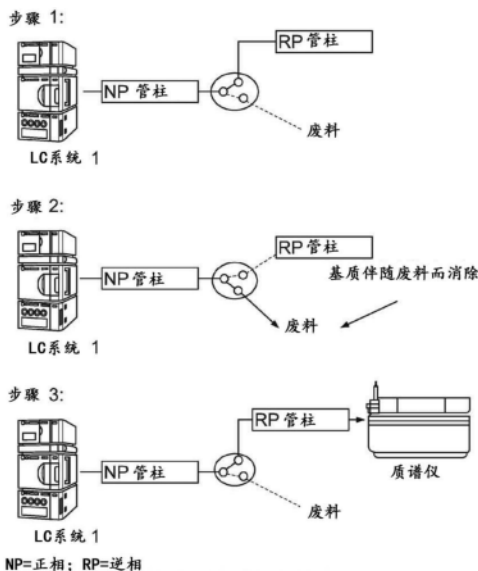 步骤 1:
RP 管柱
NP 管柱
废料
LC系统 1
步骤 2:
RP管柱
NP 管柱
基质伴随废料而消除
废料
LC系统 1
步骤 3:
RP 管柱
NP 管柱
质谱仪
废料
LC系统 1
NP=正相; RP=逆相